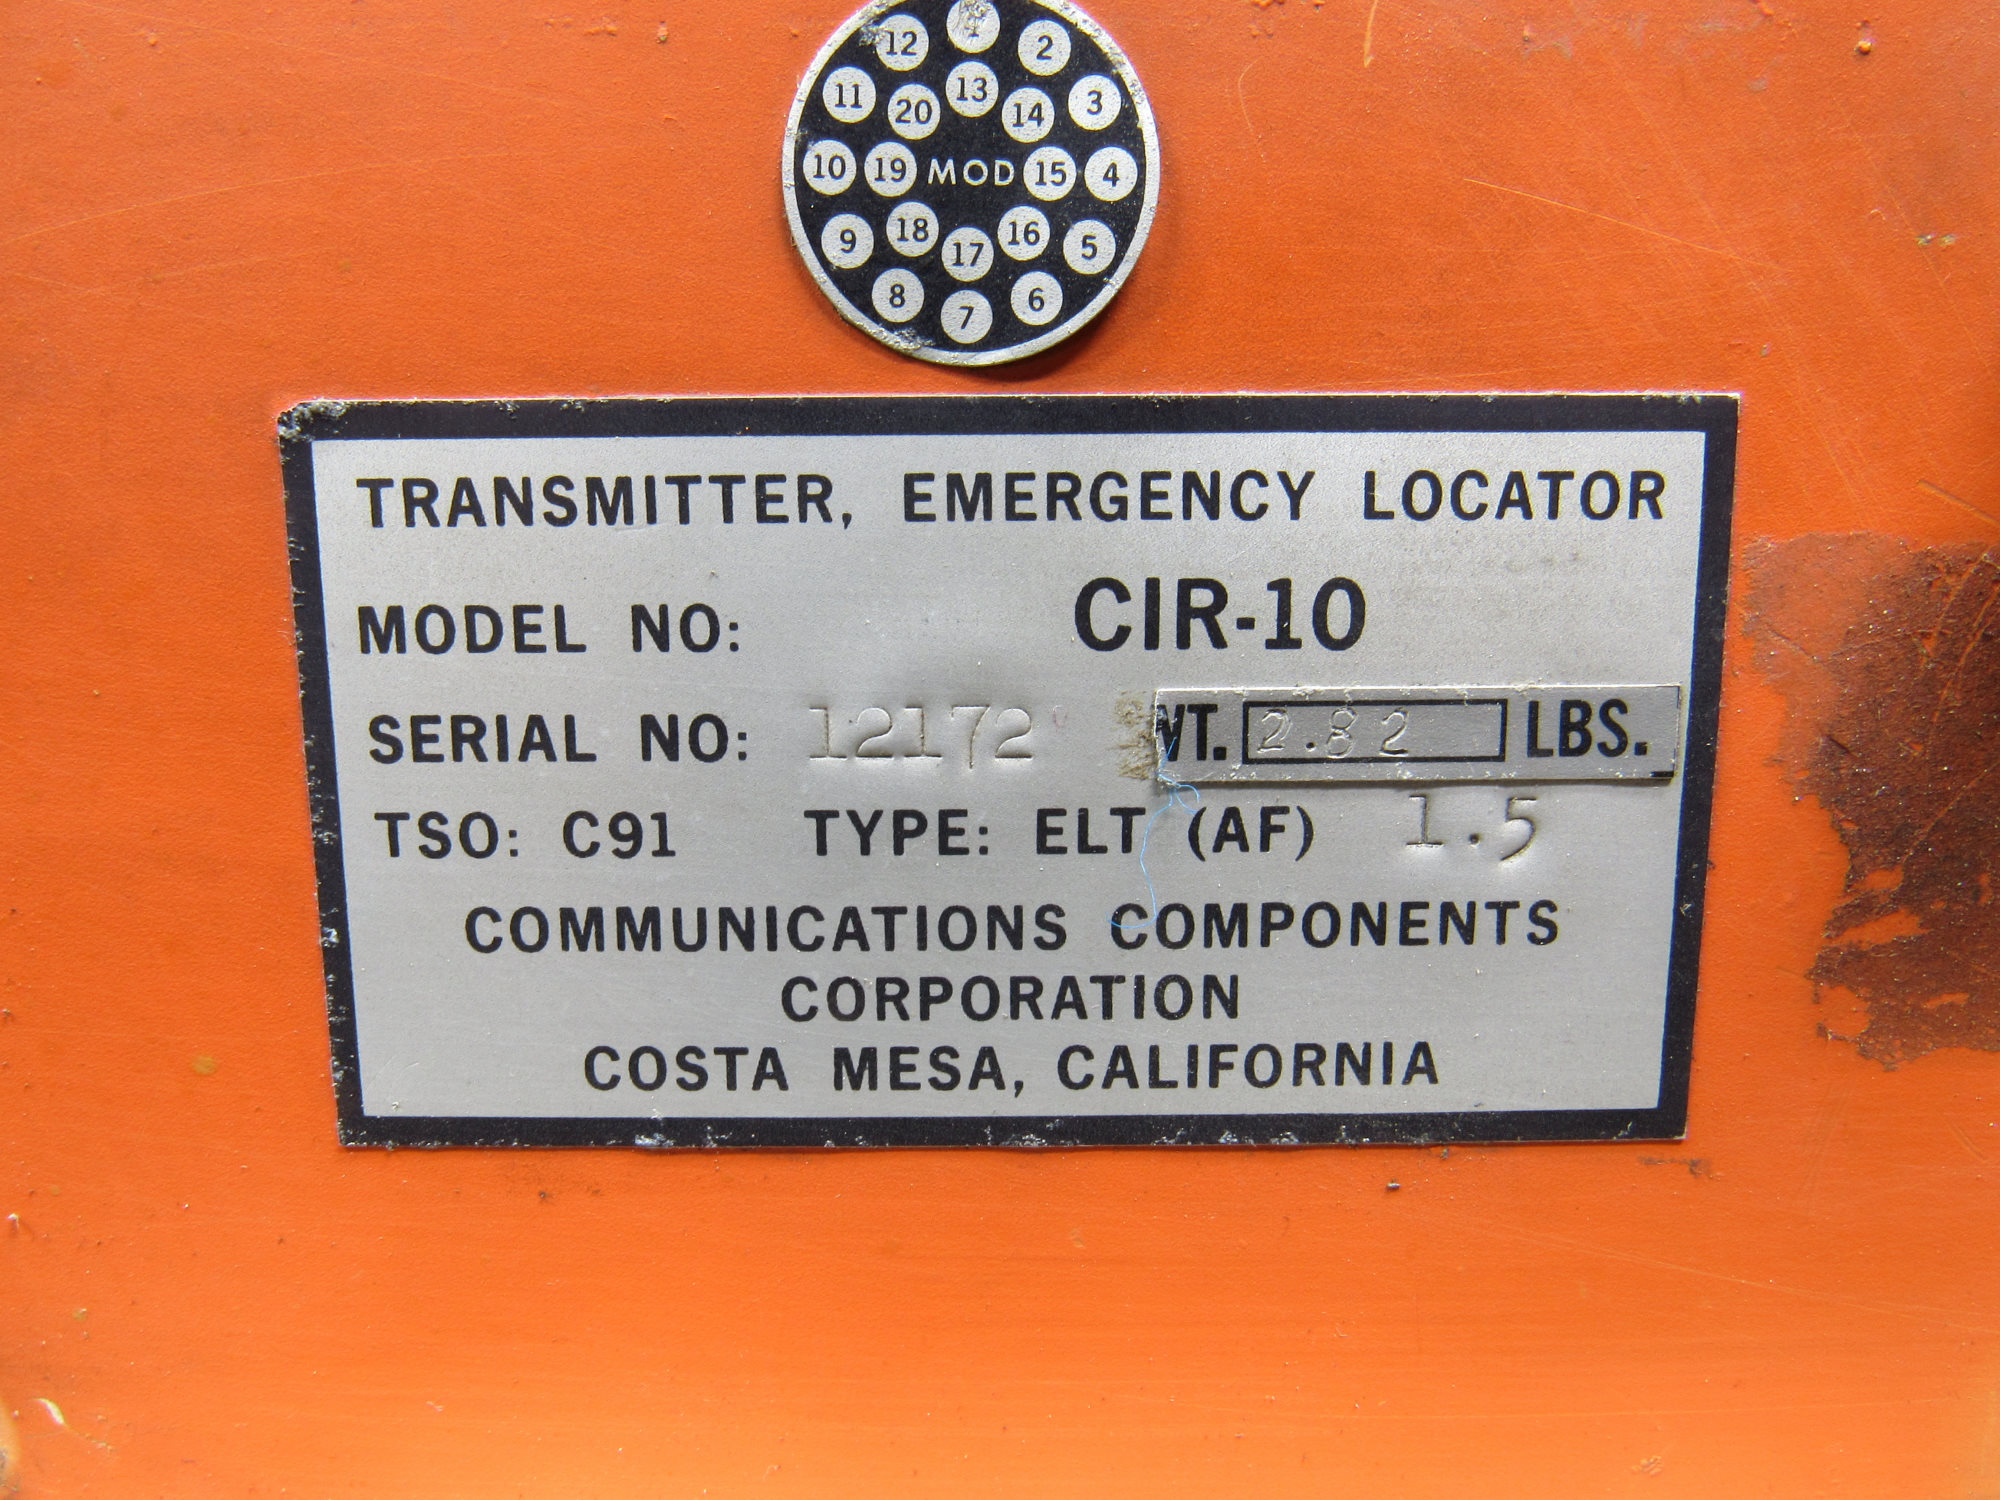 12 1 2
11 20 13 14 3
10 19 MOD 15 4
9 18 17 16 5
8 7 6
TRANSMITTER, EMERGENCY LOCATOR
MODEL NO: CIR-10
SERIAL NO: 12172 WT. 2.82 LBS.
TSO: C91 TYPE: ELT (AF) 1.5
COMMUNICATIONS COMPONENTS
CORPORATION
COSTA MESA, CALIFORNIA